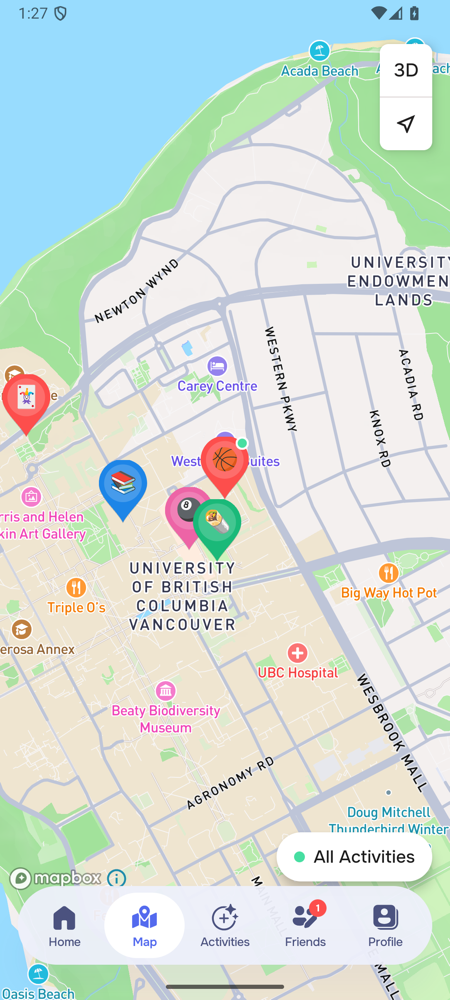 1:27
Acada Beach
3D
UNIVERSITY
ENDOWMENT
LANDS
NEWTON WYND
WESTERN PKWY
ACADIA RD
KNOX RD
Carey Centre
8
rris and Helen
kin Art Gallery
UNIVERSITY
OF BRITISH
COLUMBIA
VANCOUVER
Triple O's
Big Way Hot Pot
erosa Annex
UBC Hospital
Beaty Biodiversity
Museum
WESBROOK MALL
AGRONOMY RD
Doug Mitchell
Thunderbird Winter
All Activities
mapbox
Home
Map
Activities
Friends
1
Profile
Oasis Beach